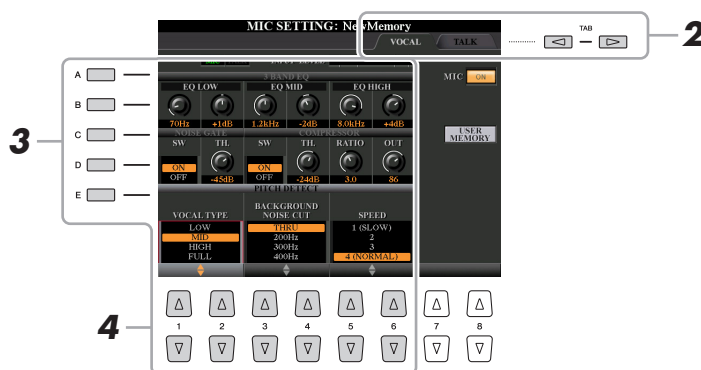 MIC SETTING: NewMemory
TAB
2
VOCAL TALK
INPUT LEVEL
MIC ON
3
A
B
C
D
E
3 BAND EQ
EQ LOW EQ MID EQ HIGH
70Hz +1dB 1.2kHz -2dB 8.0kHz +4dB
NOISE GATE COMPRESSOR
SW TH. SW TH. RATIO OUT
ON ON
OFF -45dB OFF -24dB 3.0 86
USER
MEMORY
PITCH DETECT
VOCAL TYPE BACKGROUND
NOISE CUT SPEED
LOW THRU 1 (SLOW)
MID 200Hz 2
HIGH 300Hz 3
FULL 400Hz 4 (NORMAL)
4
1 2 3 4 5 6 7 8